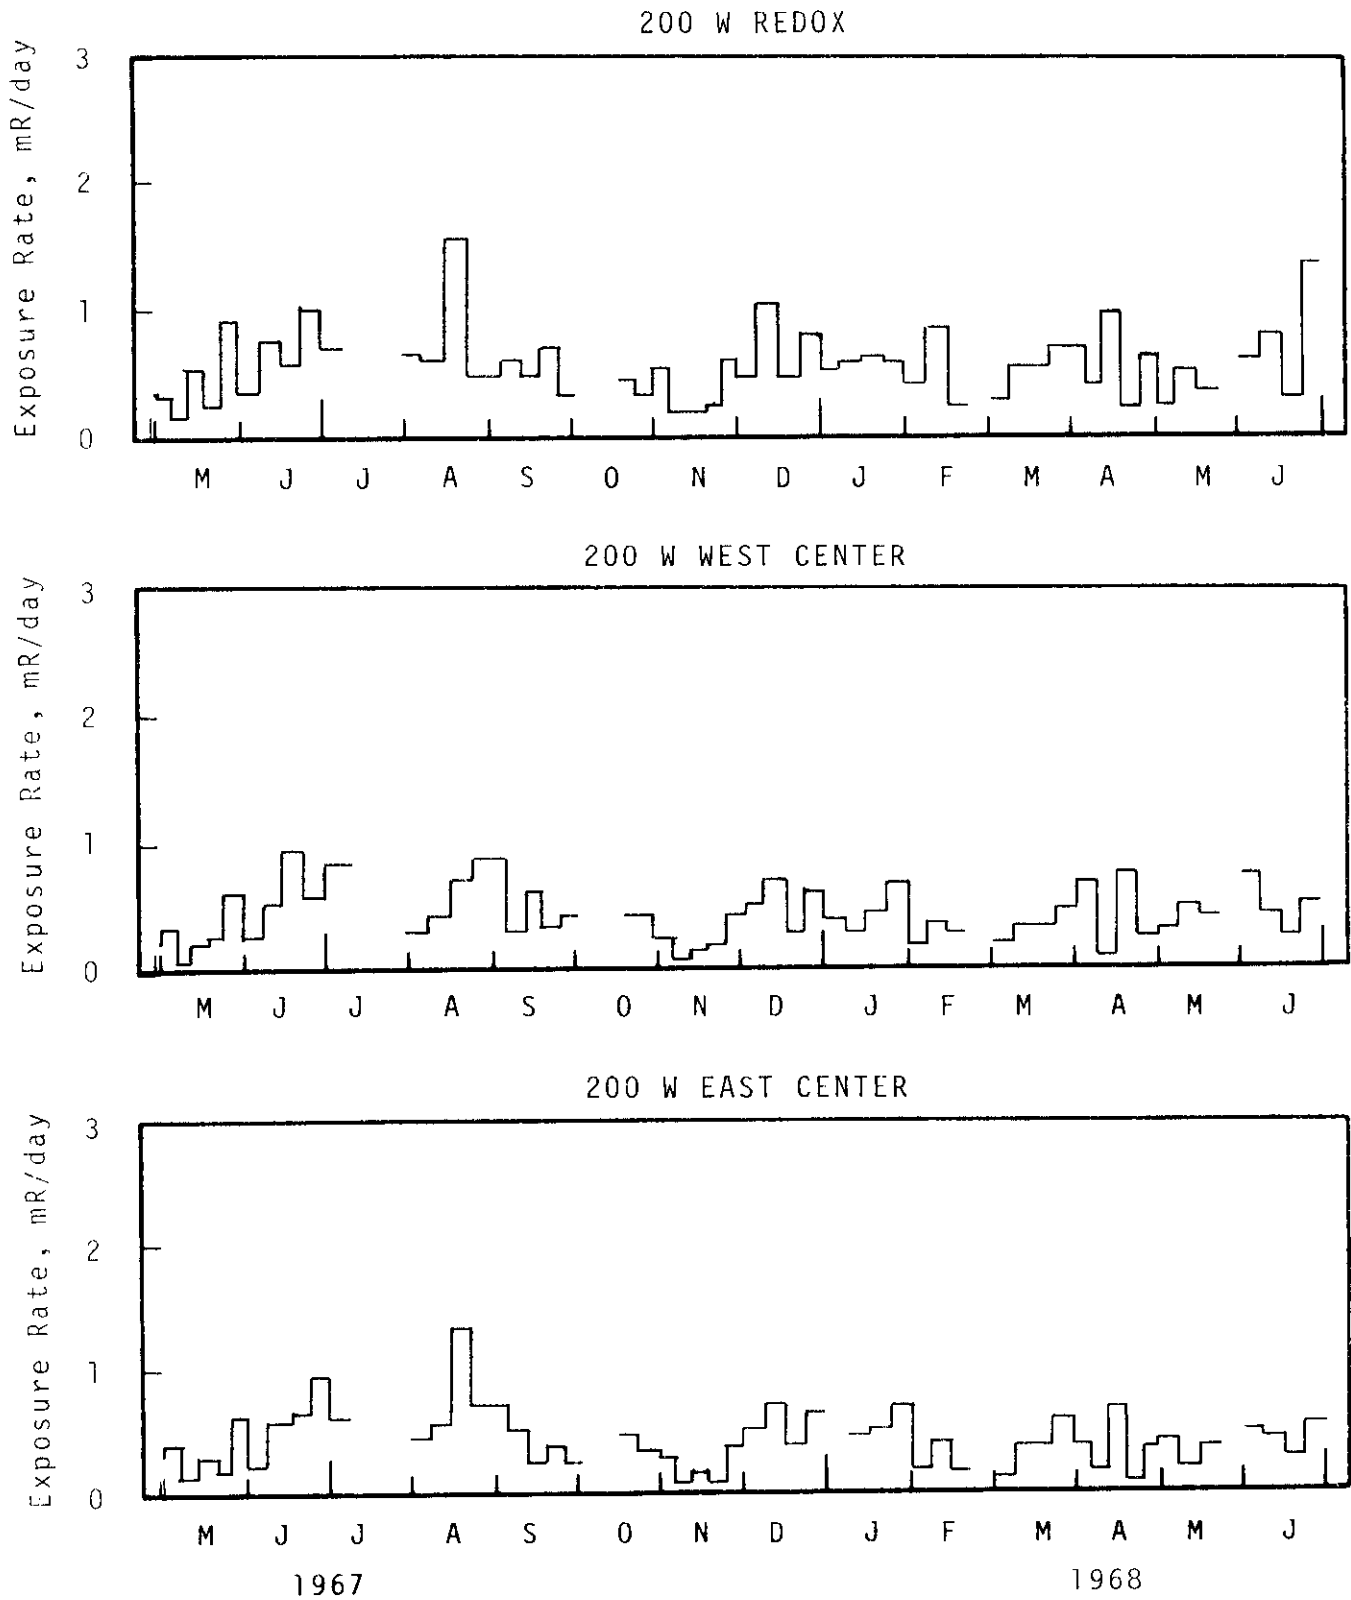 200 W REDOX
Exposure Rate, mR/day
3
2
1
0
M J J A S O N D J F M A M J
200 W WEST CENTER
Exposure Rate, mR/day
3
2
1
0
M J J A S O N D J F M A M J
200 W EAST CENTER
Exposure Rate, mR/day
3
2
1
0
M J J A S O N D J F M A M J
1967 1968